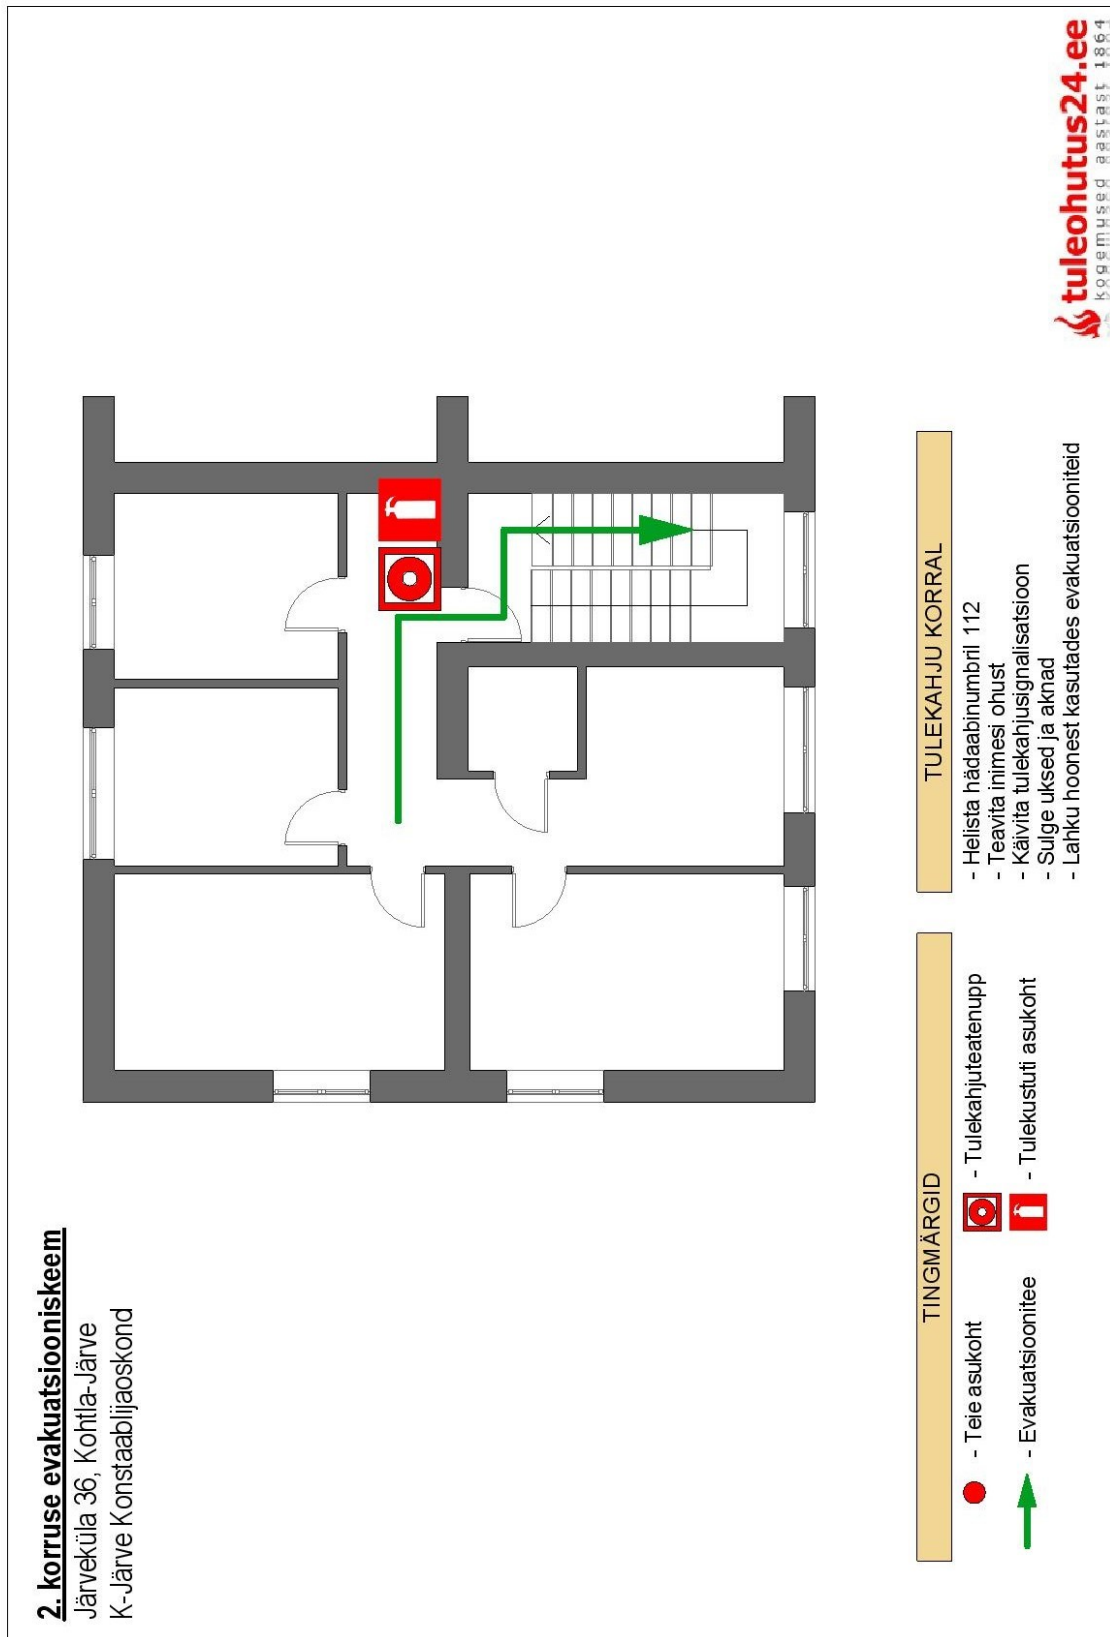 2. korruse evakuatsiooniskeem
Järveküla 36, Kohtla-Järve
K-Järve Konstaablijaoskond
TINGMÄRGID
- Teie asukoht
- Tulekahjuteatenupp
- Evakuatsioonitee
- Tulekustuti asukoht
TULEKAHJU KORRAL
- Helista hädaabinumbril 112
- Teavita inimesi ohust
- Käivita tulekahjusignalisatsioon
- Sulge uksed ja aknad
- Lahku hoonest kasutades evakuatsiooniteid
tuleohutus24.ee
kogemused aastast 1864